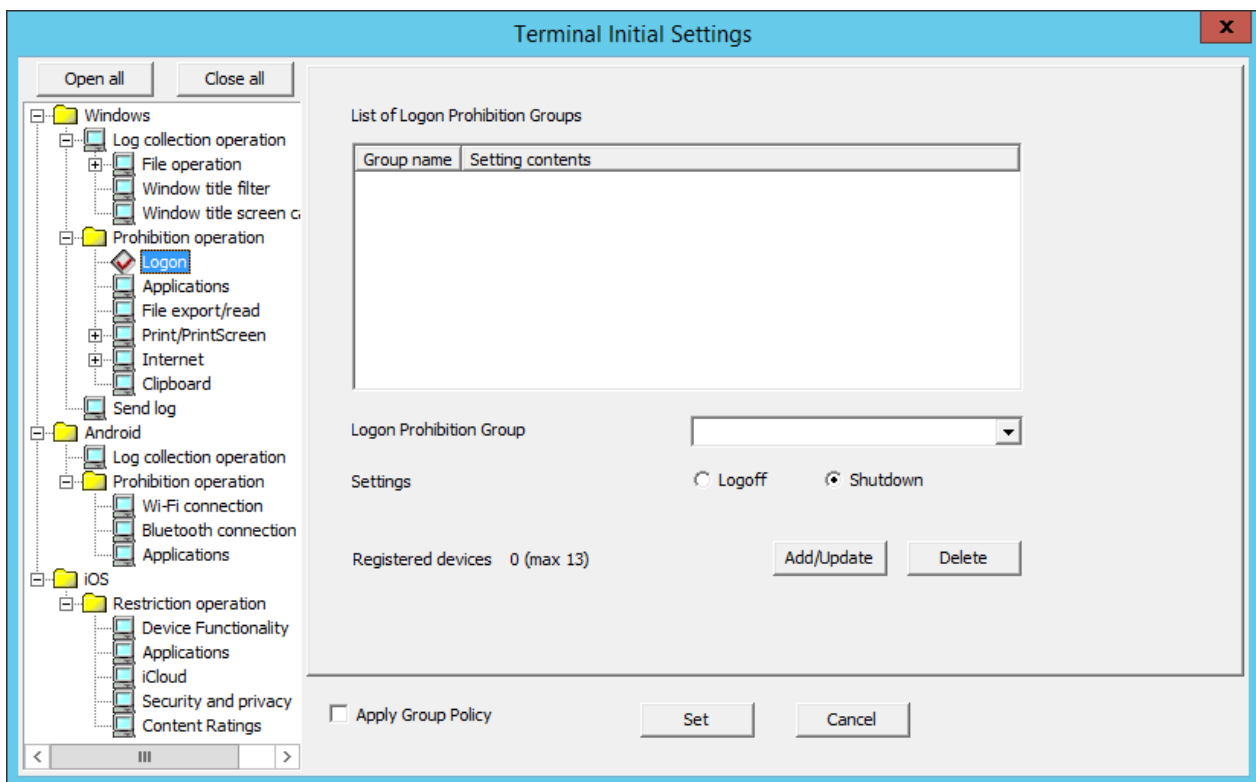 Terminal Initial Settings
x
Open all Close all
Windows
Log collection operation
File operation
Window title filter
Window title screen ca
Prohibition operation
Logon
Applications
File export/read
Print/PrintScreen
Internet
Clipboard
Send log
Android
Log collection operation
Prohibition operation
Wi-Fi connection
Bluetooth connection
Applications
iOS
Restriction operation
Device Functionality
Applications
iCloud
Security and privacy
Content Ratings
List of Logon Prohibition Groups
Group name Setting contents
Logon Prohibition Group
Settings Logoff Shutdown
Registered devices 0 (max 13) Add/Update Delete
Apply Group Policy Set Cancel